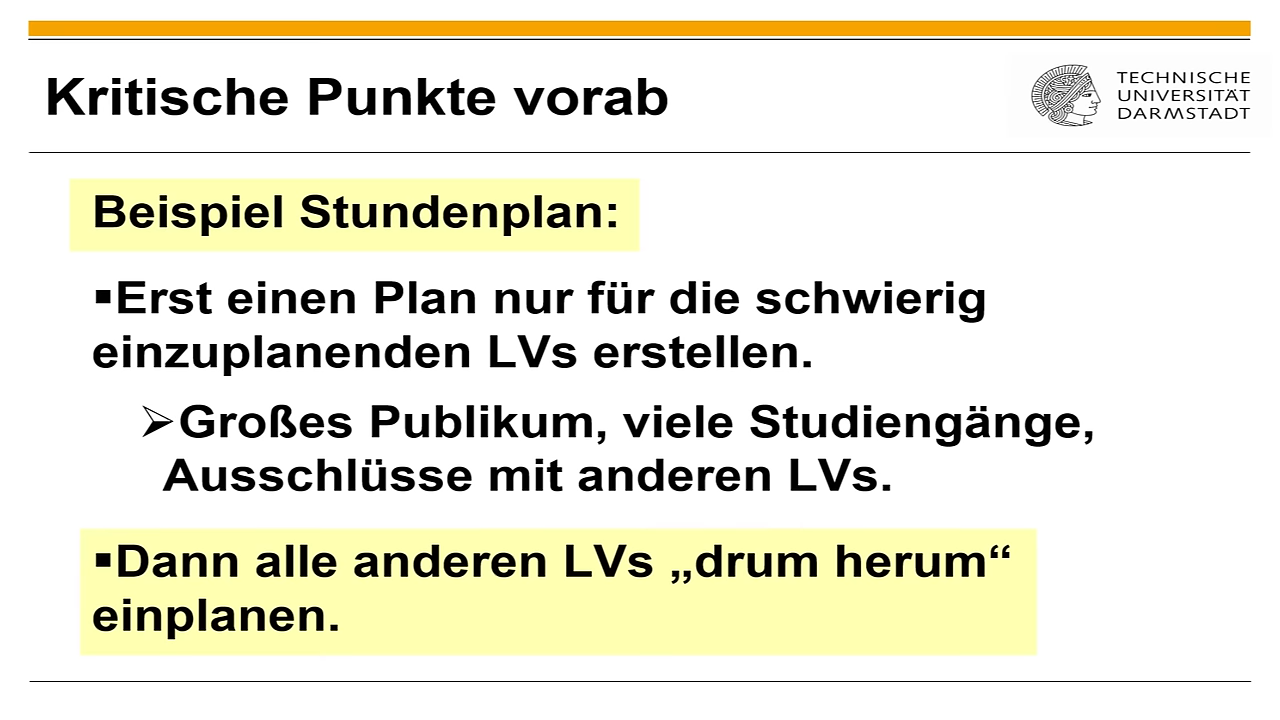 Kritische Punkte vorab
TECHNISCHE
UNIVERSITÄT
DARMSTADT
Beispiel Stundenplan:
▪Erst einen Plan nur für die schwierig
einzuplanenden LVs erstellen.
➢Großes Publikum, viele Studiengänge,
Ausschlüsse mit anderen LVs.
▪Dann alle anderen LVs „drum herum“
einplanen.